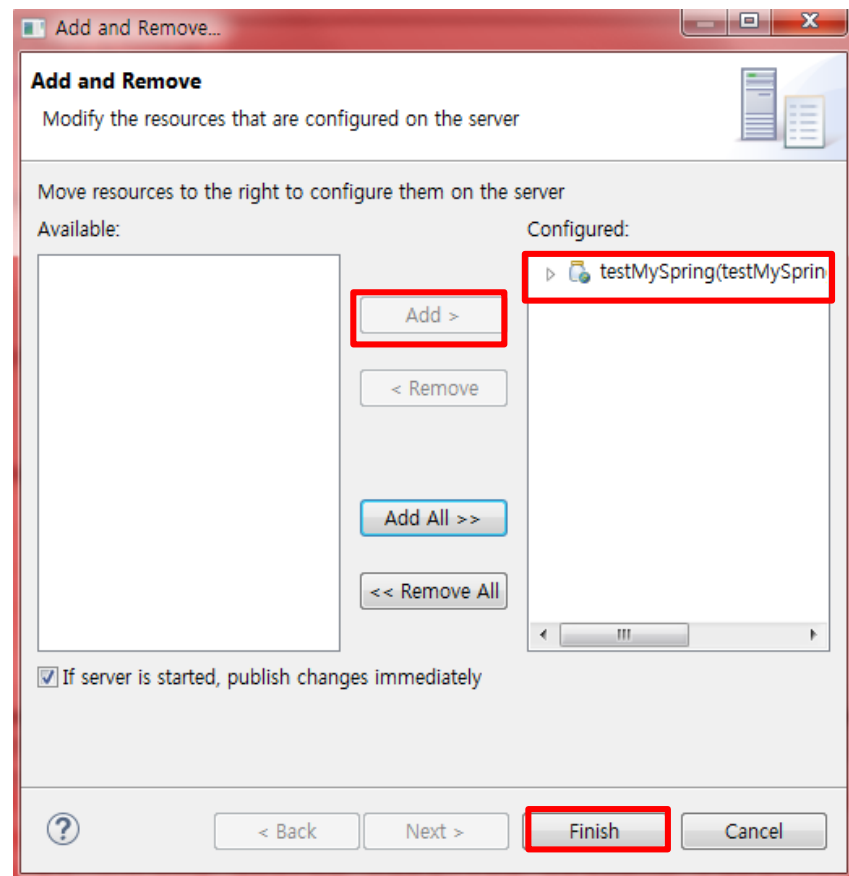 Add and Remove...
Add and Remove
Modify the resources that are configured on the server
Move resources to the right to configure them on the server
Available:
Configured:
testMySpring(testMySprin
Add >
< Remove
Add All >>
<< Remove All
If server is started, publish changes immediately
?
< Back
Next >
Finish
Cancel